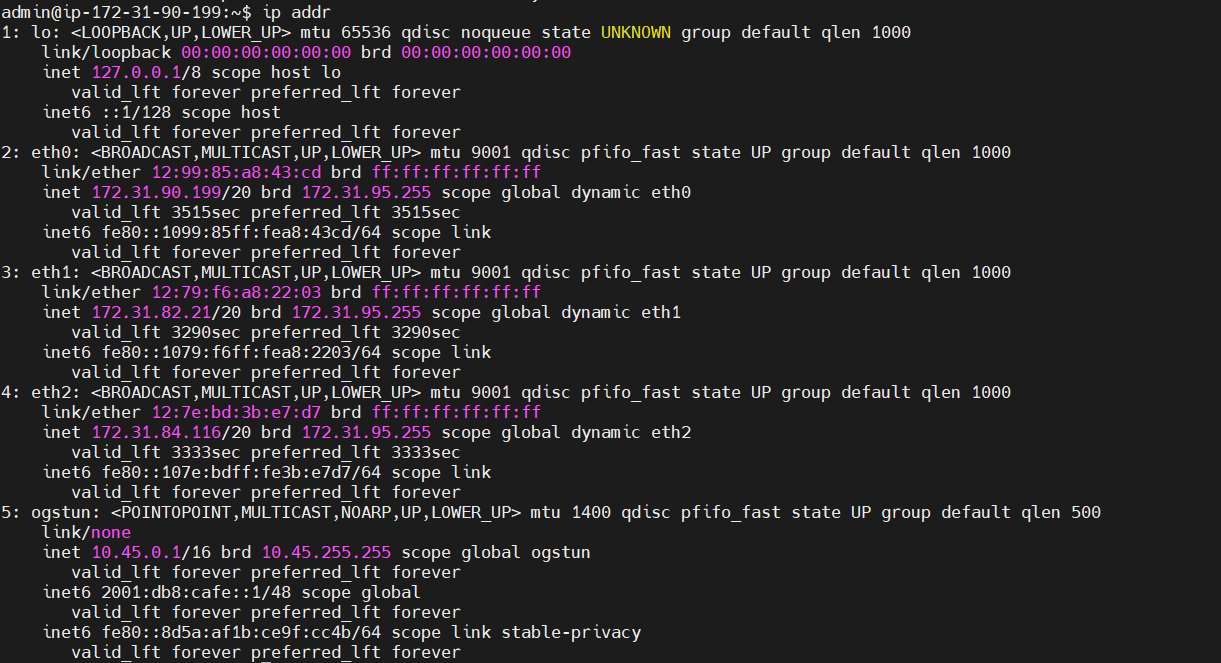 admin@ip-172-31-90-199:~$ ip addr
1: lo: <LOOPBACK,UP,LOWER_UP> mtu 65536 qdisc noqueue state UNKNOWN group default qlen 1000
    link/loopback 00:00:00:00:00:00 brd 00:00:00:00:00:00
    inet 127.0.0.1/8 scope host lo
       valid_lft forever preferred_lft forever
    inet6 ::1/128 scope host
       valid_lft forever preferred_lft forever
2: eth0: <BROADCAST,MULTICAST,UP,LOWER_UP> mtu 9001 qdisc pfifo_fast state UP group default qlen 1000
    link/ether 12:99:85:a8:43:cd brd ff:ff:ff:ff:ff:ff
    inet 172.31.90.199/20 brd 172.31.95.255 scope global dynamic eth0
       valid_lft 3515sec preferred_lft 3515sec
    inet6 fe80::1099:85ff:fea8:43cd/64 scope link
       valid_lft forever preferred_lft forever
3: eth1: <BROADCAST,MULTICAST,UP,LOWER_UP> mtu 9001 qdisc pfifo_fast state UP group default qlen 1000
    link/ether 12:79:f6:a8:22:03 brd ff:ff:ff:ff:ff:ff
    inet 172.31.82.21/20 brd 172.31.95.255 scope global dynamic eth1
       valid_lft 3290sec preferred_lft 3290sec
    inet6 fe80::1079:f6ff:fea8:2203/64 scope link
       valid_lft forever preferred_lft forever
4: eth2: <BROADCAST,MULTICAST,UP,LOWER_UP> mtu 9001 qdisc pfifo_fast state UP group default qlen 1000
    link/ether 12:7e:bd:3b:e7:d7 brd ff:ff:ff:ff:ff:ff
    inet 172.31.84.116/20 brd 172.31.95.255 scope global dynamic eth2
       valid_lft 3333sec preferred_lft 3333sec
    inet6 fe80::107e:bdff:fe3b:e7d7/64 scope link
       valid_lft forever preferred_lft forever
5: ogstun: <POINTOPOINT,MULTICAST,NOARP,UP,LOWER_UP> mtu 1400 qdisc pfifo_fast state UP group default qlen 500
    link/none
    inet 10.45.0.1/16 brd 10.45.255.255 scope global ogstun
       valid_lft forever preferred_lft forever
    inet6 2001:db8:cafe::1/48 scope global
       valid_lft forever preferred_lft forever
    inet6 fe80::8d5a:af1b:ce9f:cc4b/64 scope link stable-privacy
       valid_lft forever preferred_lft forever